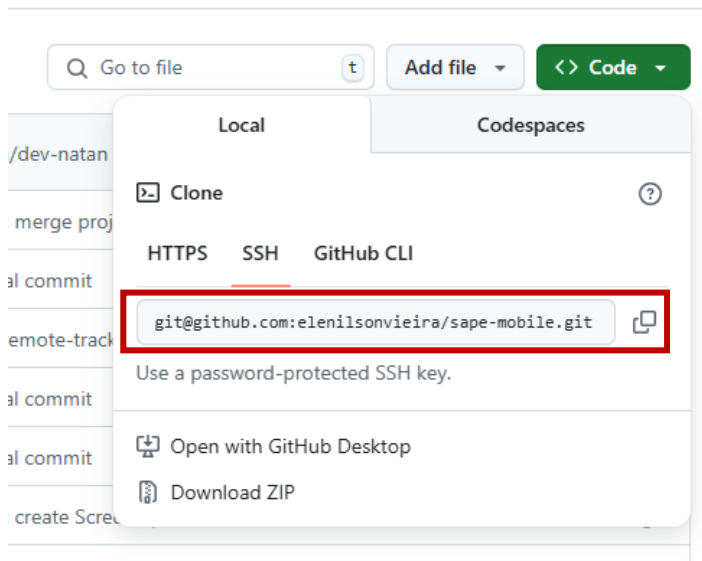 Go to file t Add file <> Code
Local Codespaces
/dev-natan
Clone
merge proj
HTTPS SSH GitHub CLI
al commit
git@github.com:elenilsonvieira/sape-mobile.git
emote-track
Use a password-protected SSH key.
al commit
Open with GitHub Desktop
al commit
Download ZIP
create Scre